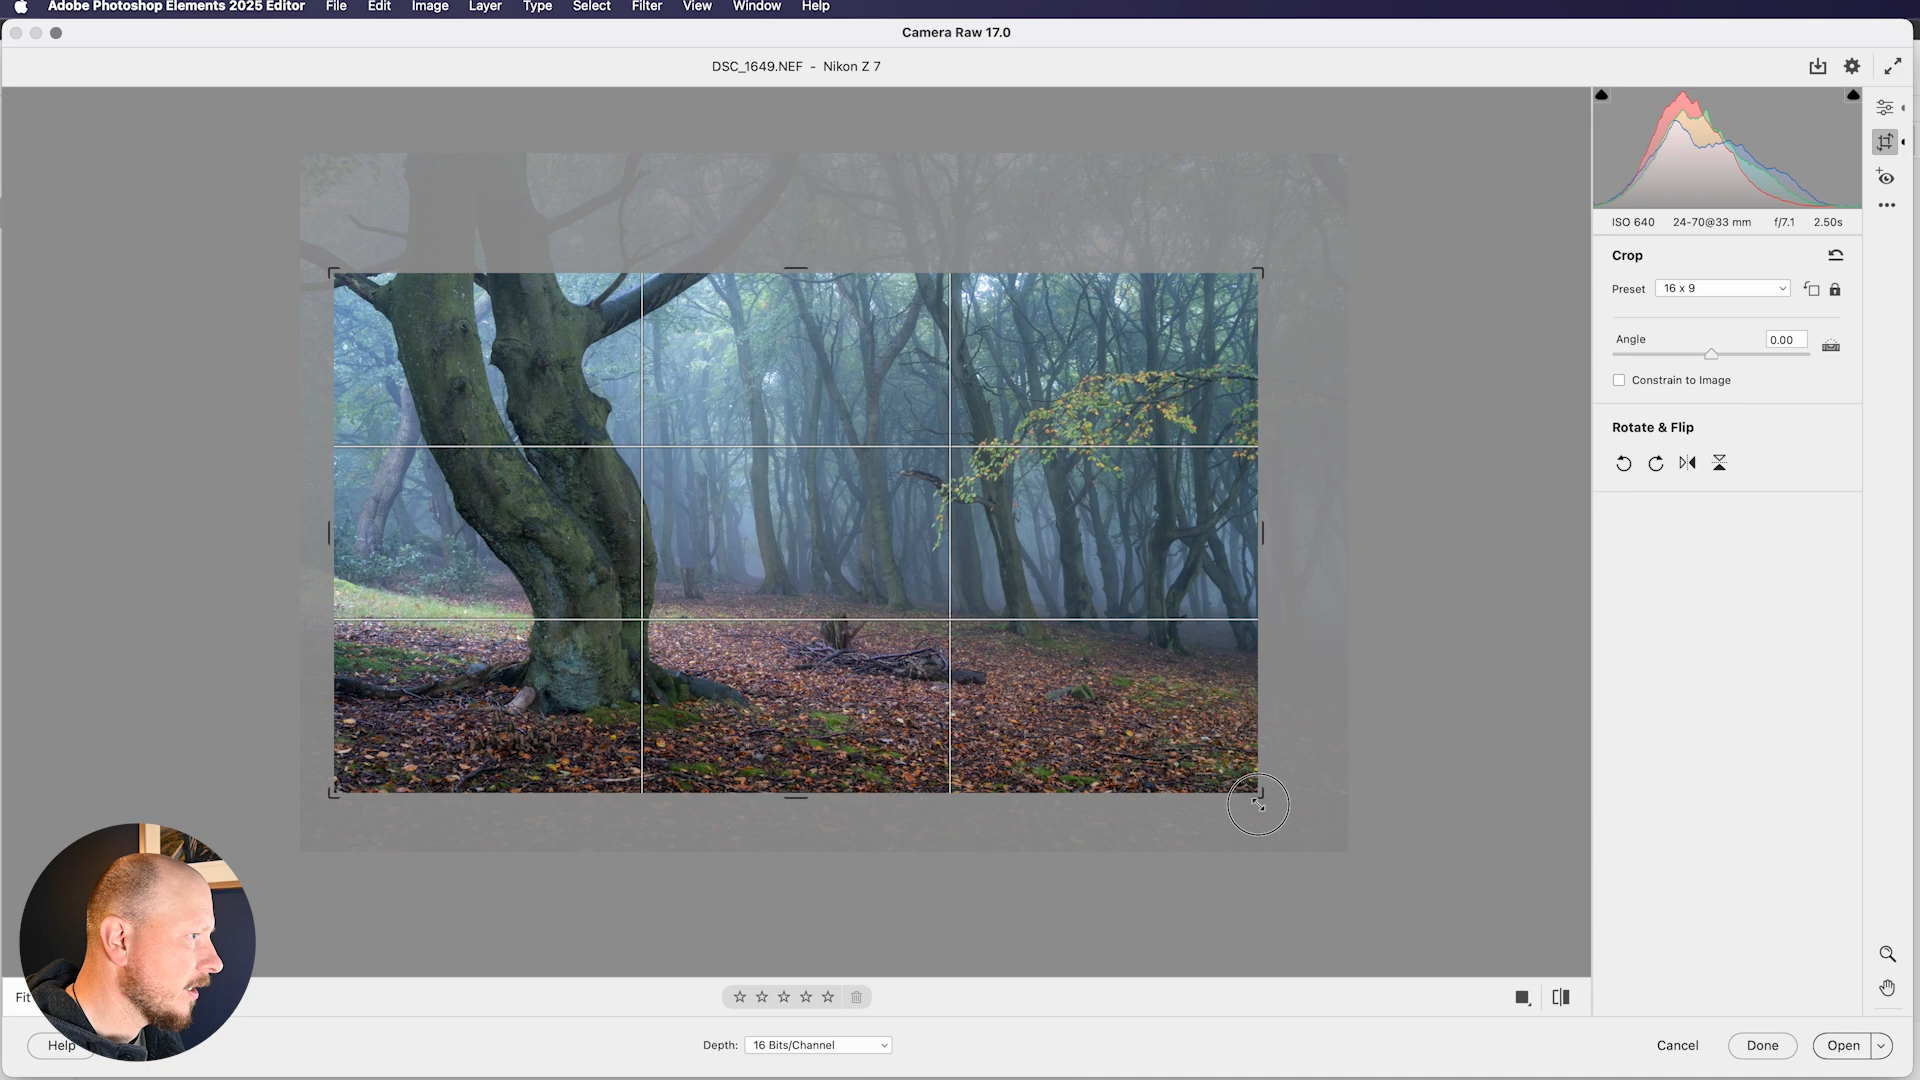 Adobe Photoshop Elements 2025 Editor File Edit Image Layer Type Select Filter View Window Help
Camera Raw 17.0
DSC_1649.NEF - Nikon Z 7
ISO 640 24-70@33 mm f/7.1 2.50s
Crop
Preset 16 x 9
Angle 0.00
Constrain to Image
Rotate & Flip
Fit
Help Depth: 16 Bits/Channel Cancel Done Open